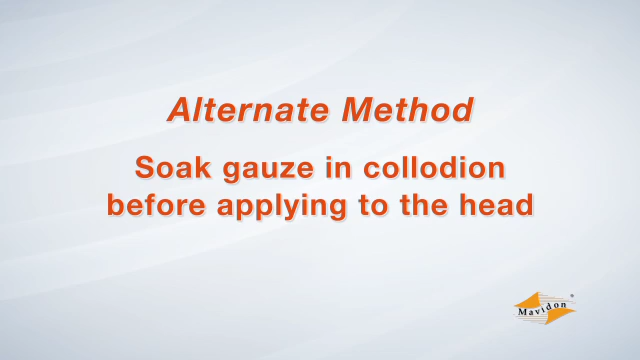 Alternate Method
Soak gauze in collodion
before applying to the head
Mavidon